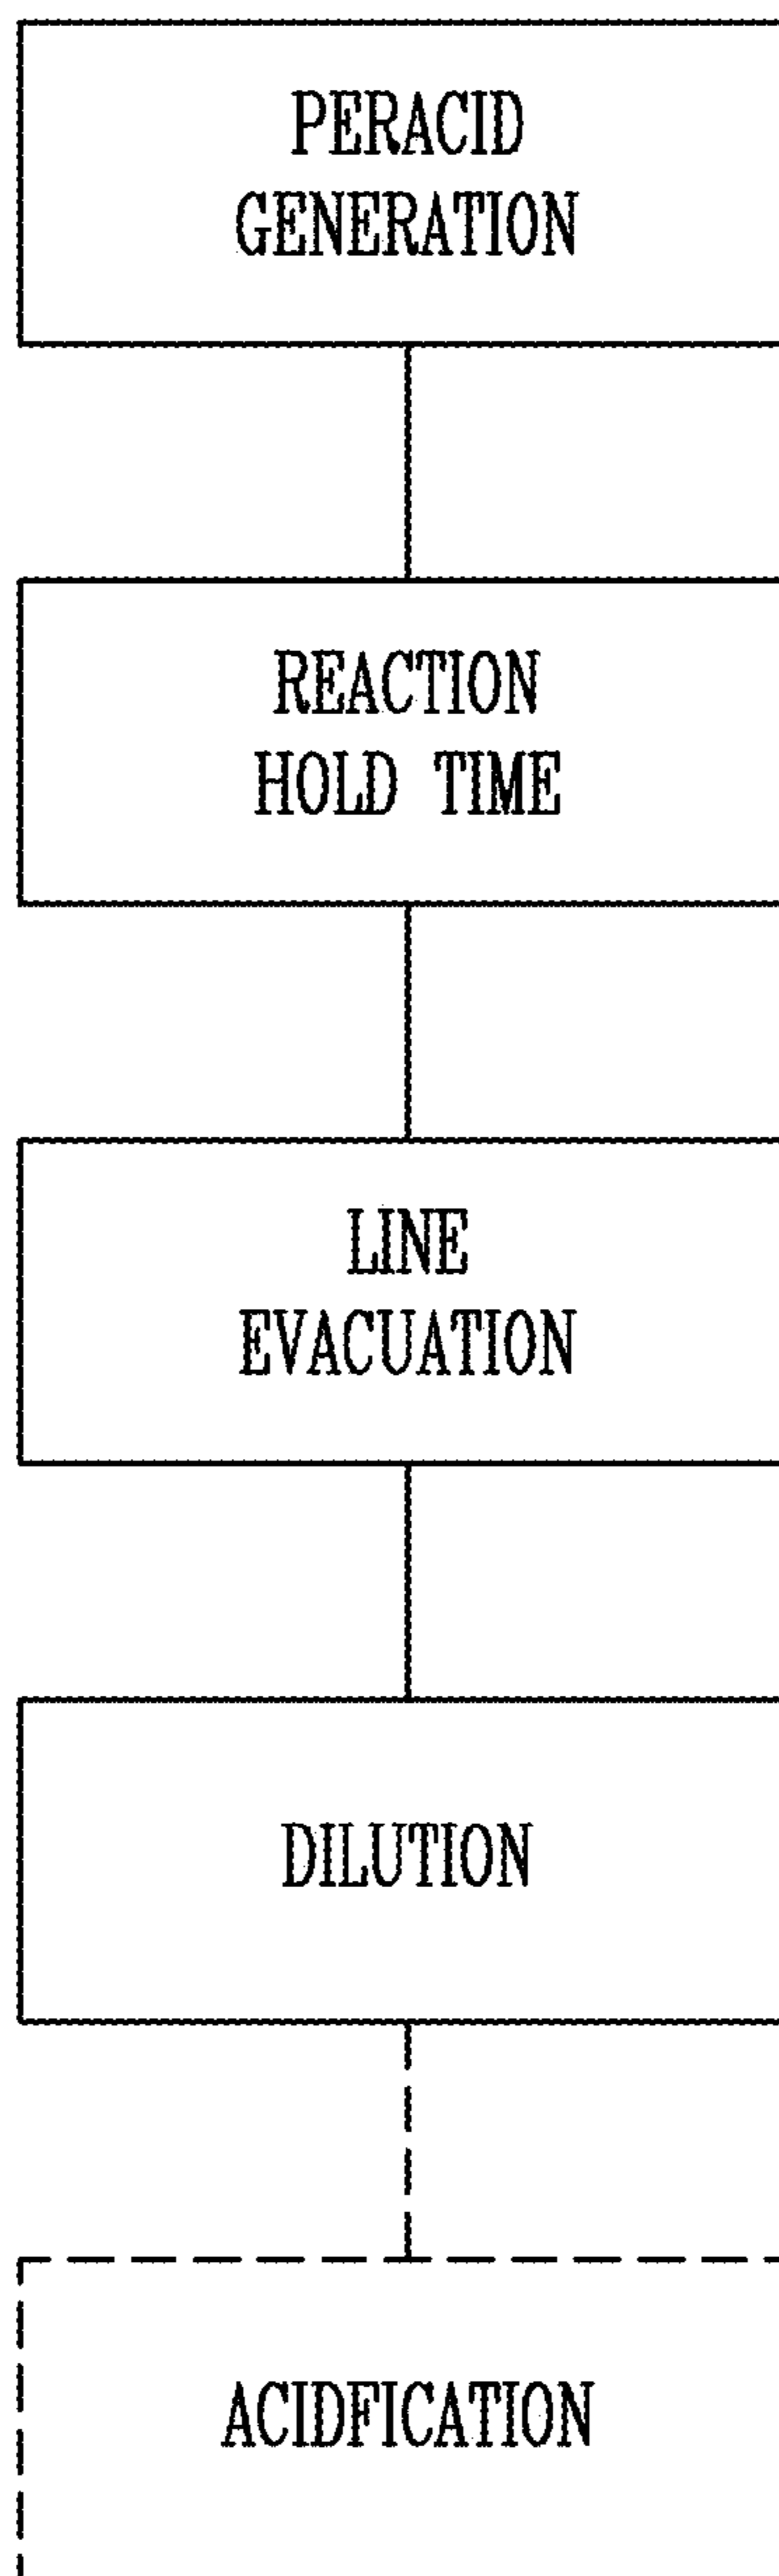 PERACID
GENERATION
REACTION
HOLD TIME
LINE
EVACUATION
DILUTION
ACIDFICATION